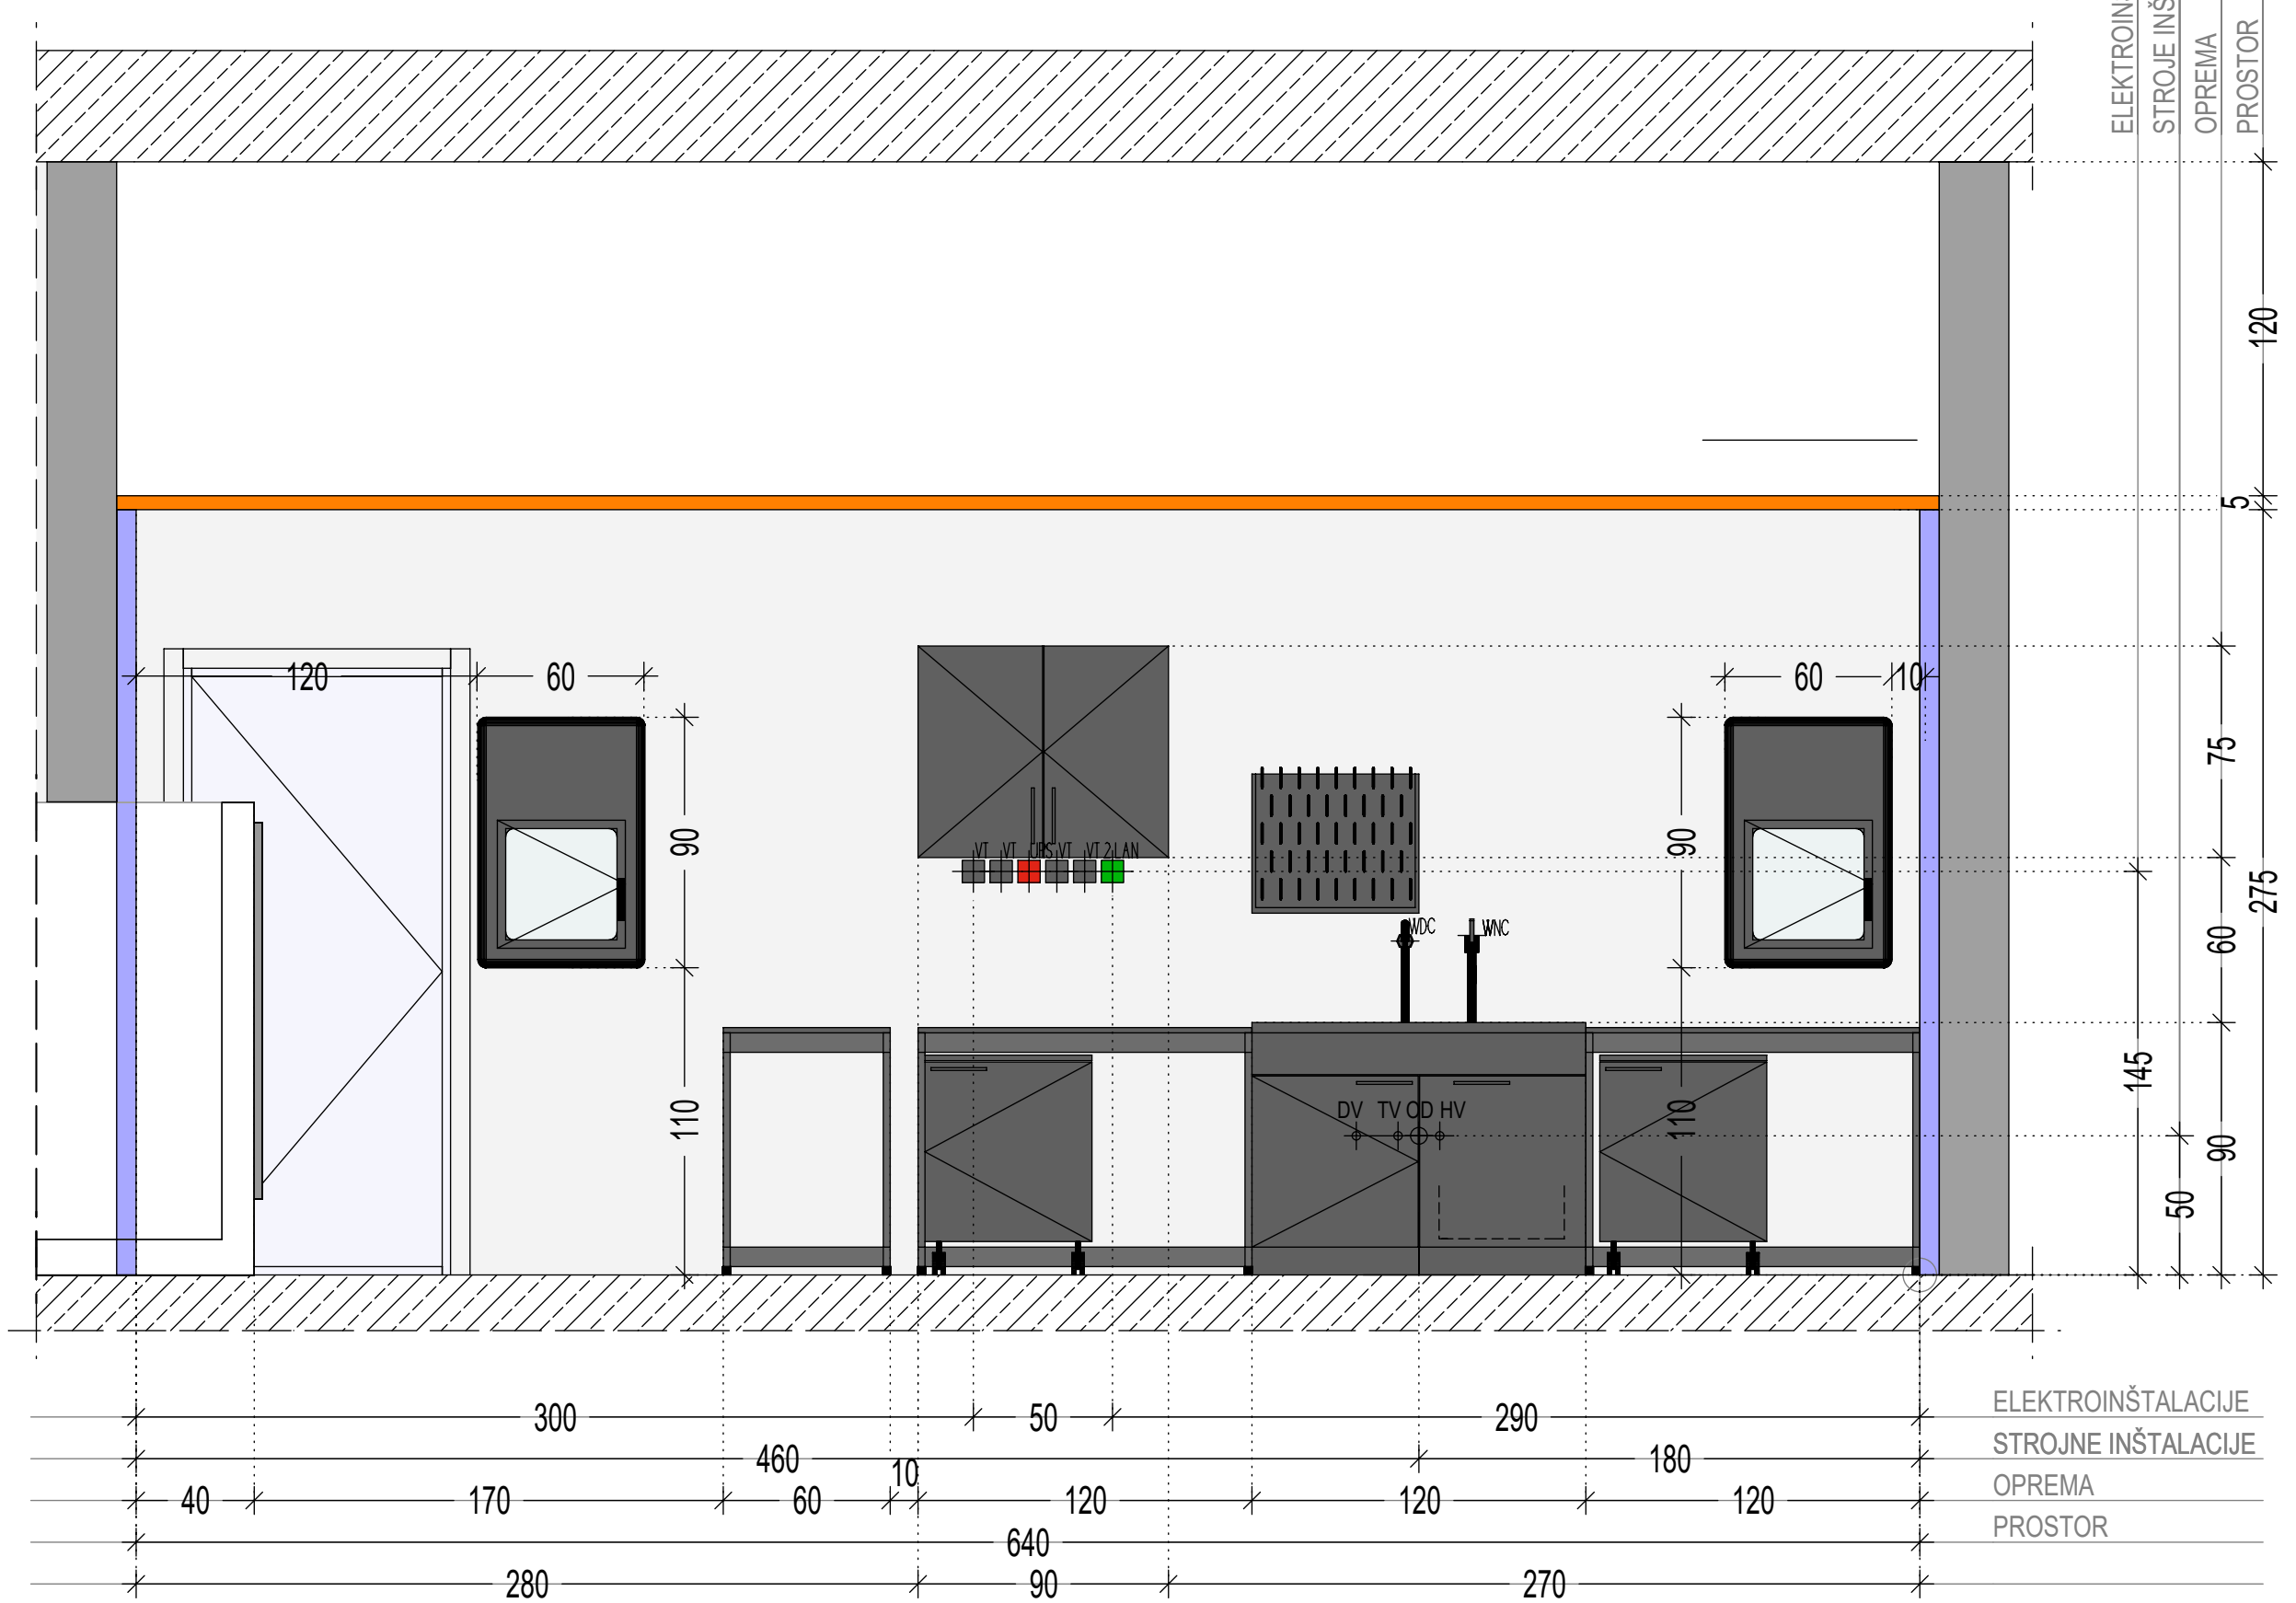 ELEKTROIN
STROJE INŠ
OPREMA
PROSTOR
120
5
120
60
60
10
75
90
90
275
VT
VT
UPS
VT
VT
2 LAN
60
WDC
WNC
145
110
DV
TV
OD
HV
110
90
50
300
50
290
ELEKTROINŠTALACIJE
460
180
STROJNE INŠTALACIJE
10
40
170
60
120
120
120
OPREMA
640
PROSTOR
280
90
270